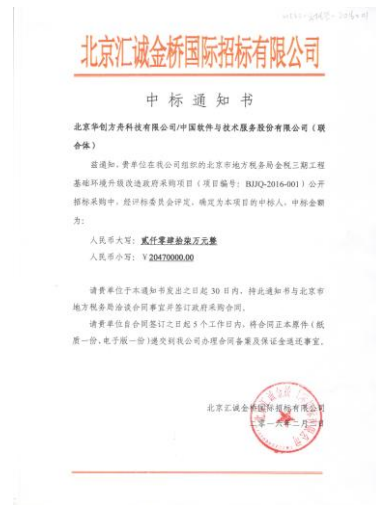 北京汇诚金桥国际招标有限公司
中标通知书
北京华创方舟科技有限公司/中国软件与技术服务股份有限公司（联
合体）
兹通知，贵单位在我公司组织的北京市地方税务局金税三期工程
基础环境升级改造政府采购项目（项目编号：BJJQ-2016-001）公开
招标采购中，经评标委员会评定，确定为本项目的中标人，中标金额
为：
人民币大写：贰仟零肆拾柒万元整
人民币小写：￥20470000.00
请贵单位于本通知书发出之日起 30 日内，持此通知书与北京市
地方税务局洽谈合同事宜并签订政府采购合同。
请贵单位自合同签订之日起 5 个工作日内，将合同正本原件（纸
质一份、电子版一份）递交到我公司办理合同备案及保证金退还事宜。
北京汇诚金桥国际招标有限公司
二零一六年二月二日